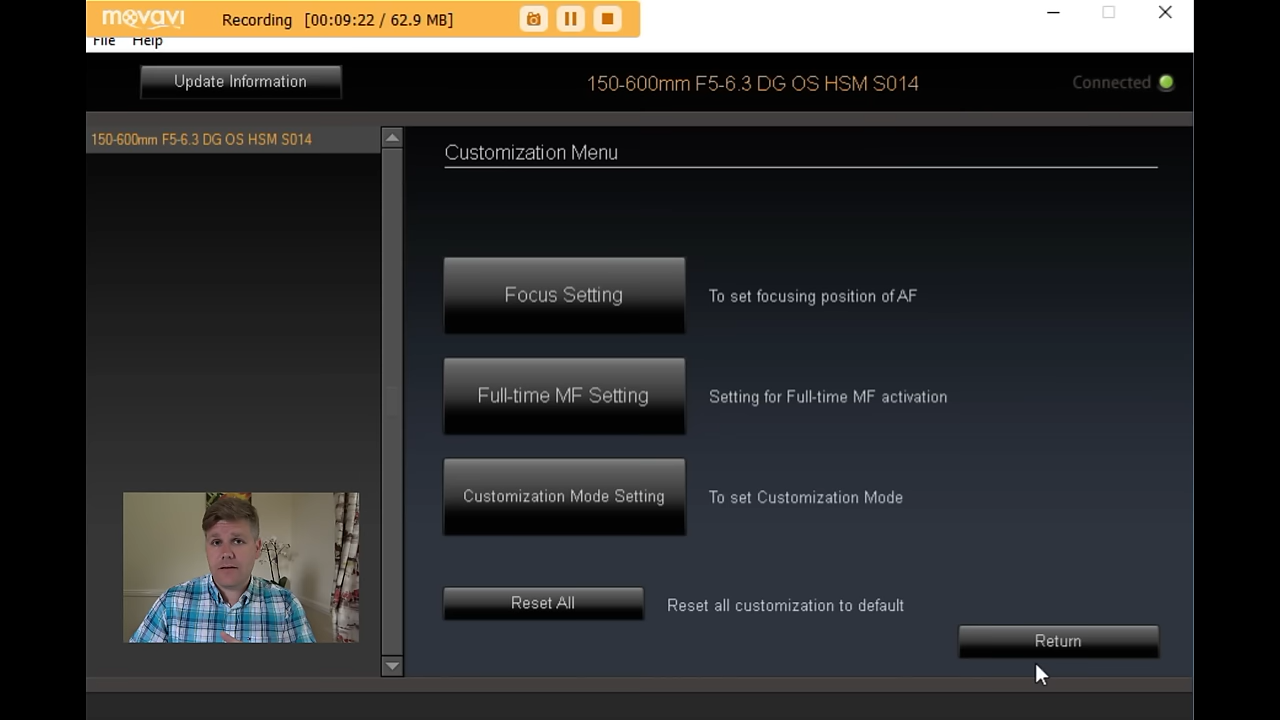 movavi Recording [00:09:22 / 62.9 MB]
File Help
Update Information 150-600mm F5-6.3 DG OS HSM S014 Connected
150-600mm F5-6.3 DG OS HSM S014
Customization Menu
Focus Setting To set focusing position of AF
Full-time MF Setting Setting for Full-time MF activation
Customization Mode Setting To set Customization Mode
Reset All Reset all customization to default
Return